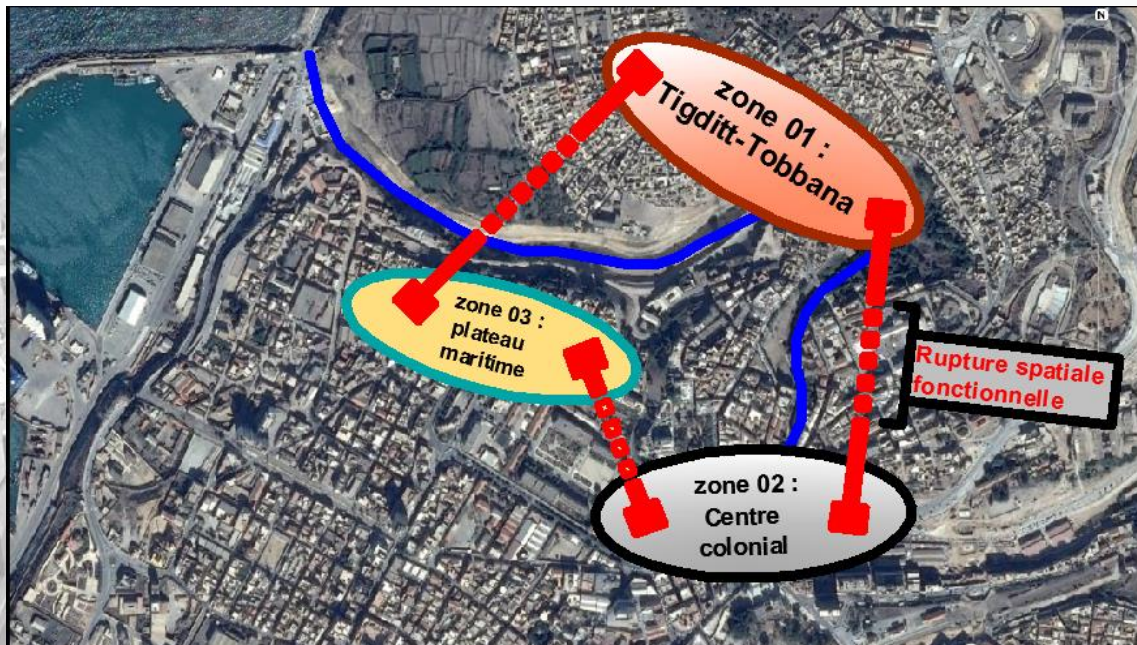 N
zone 01 :
Tigditt-Tobbana
zone 03 :
plateau
maritime
Rupture spatiale
fonctionnelle
zone 02 :
Centre
colonial